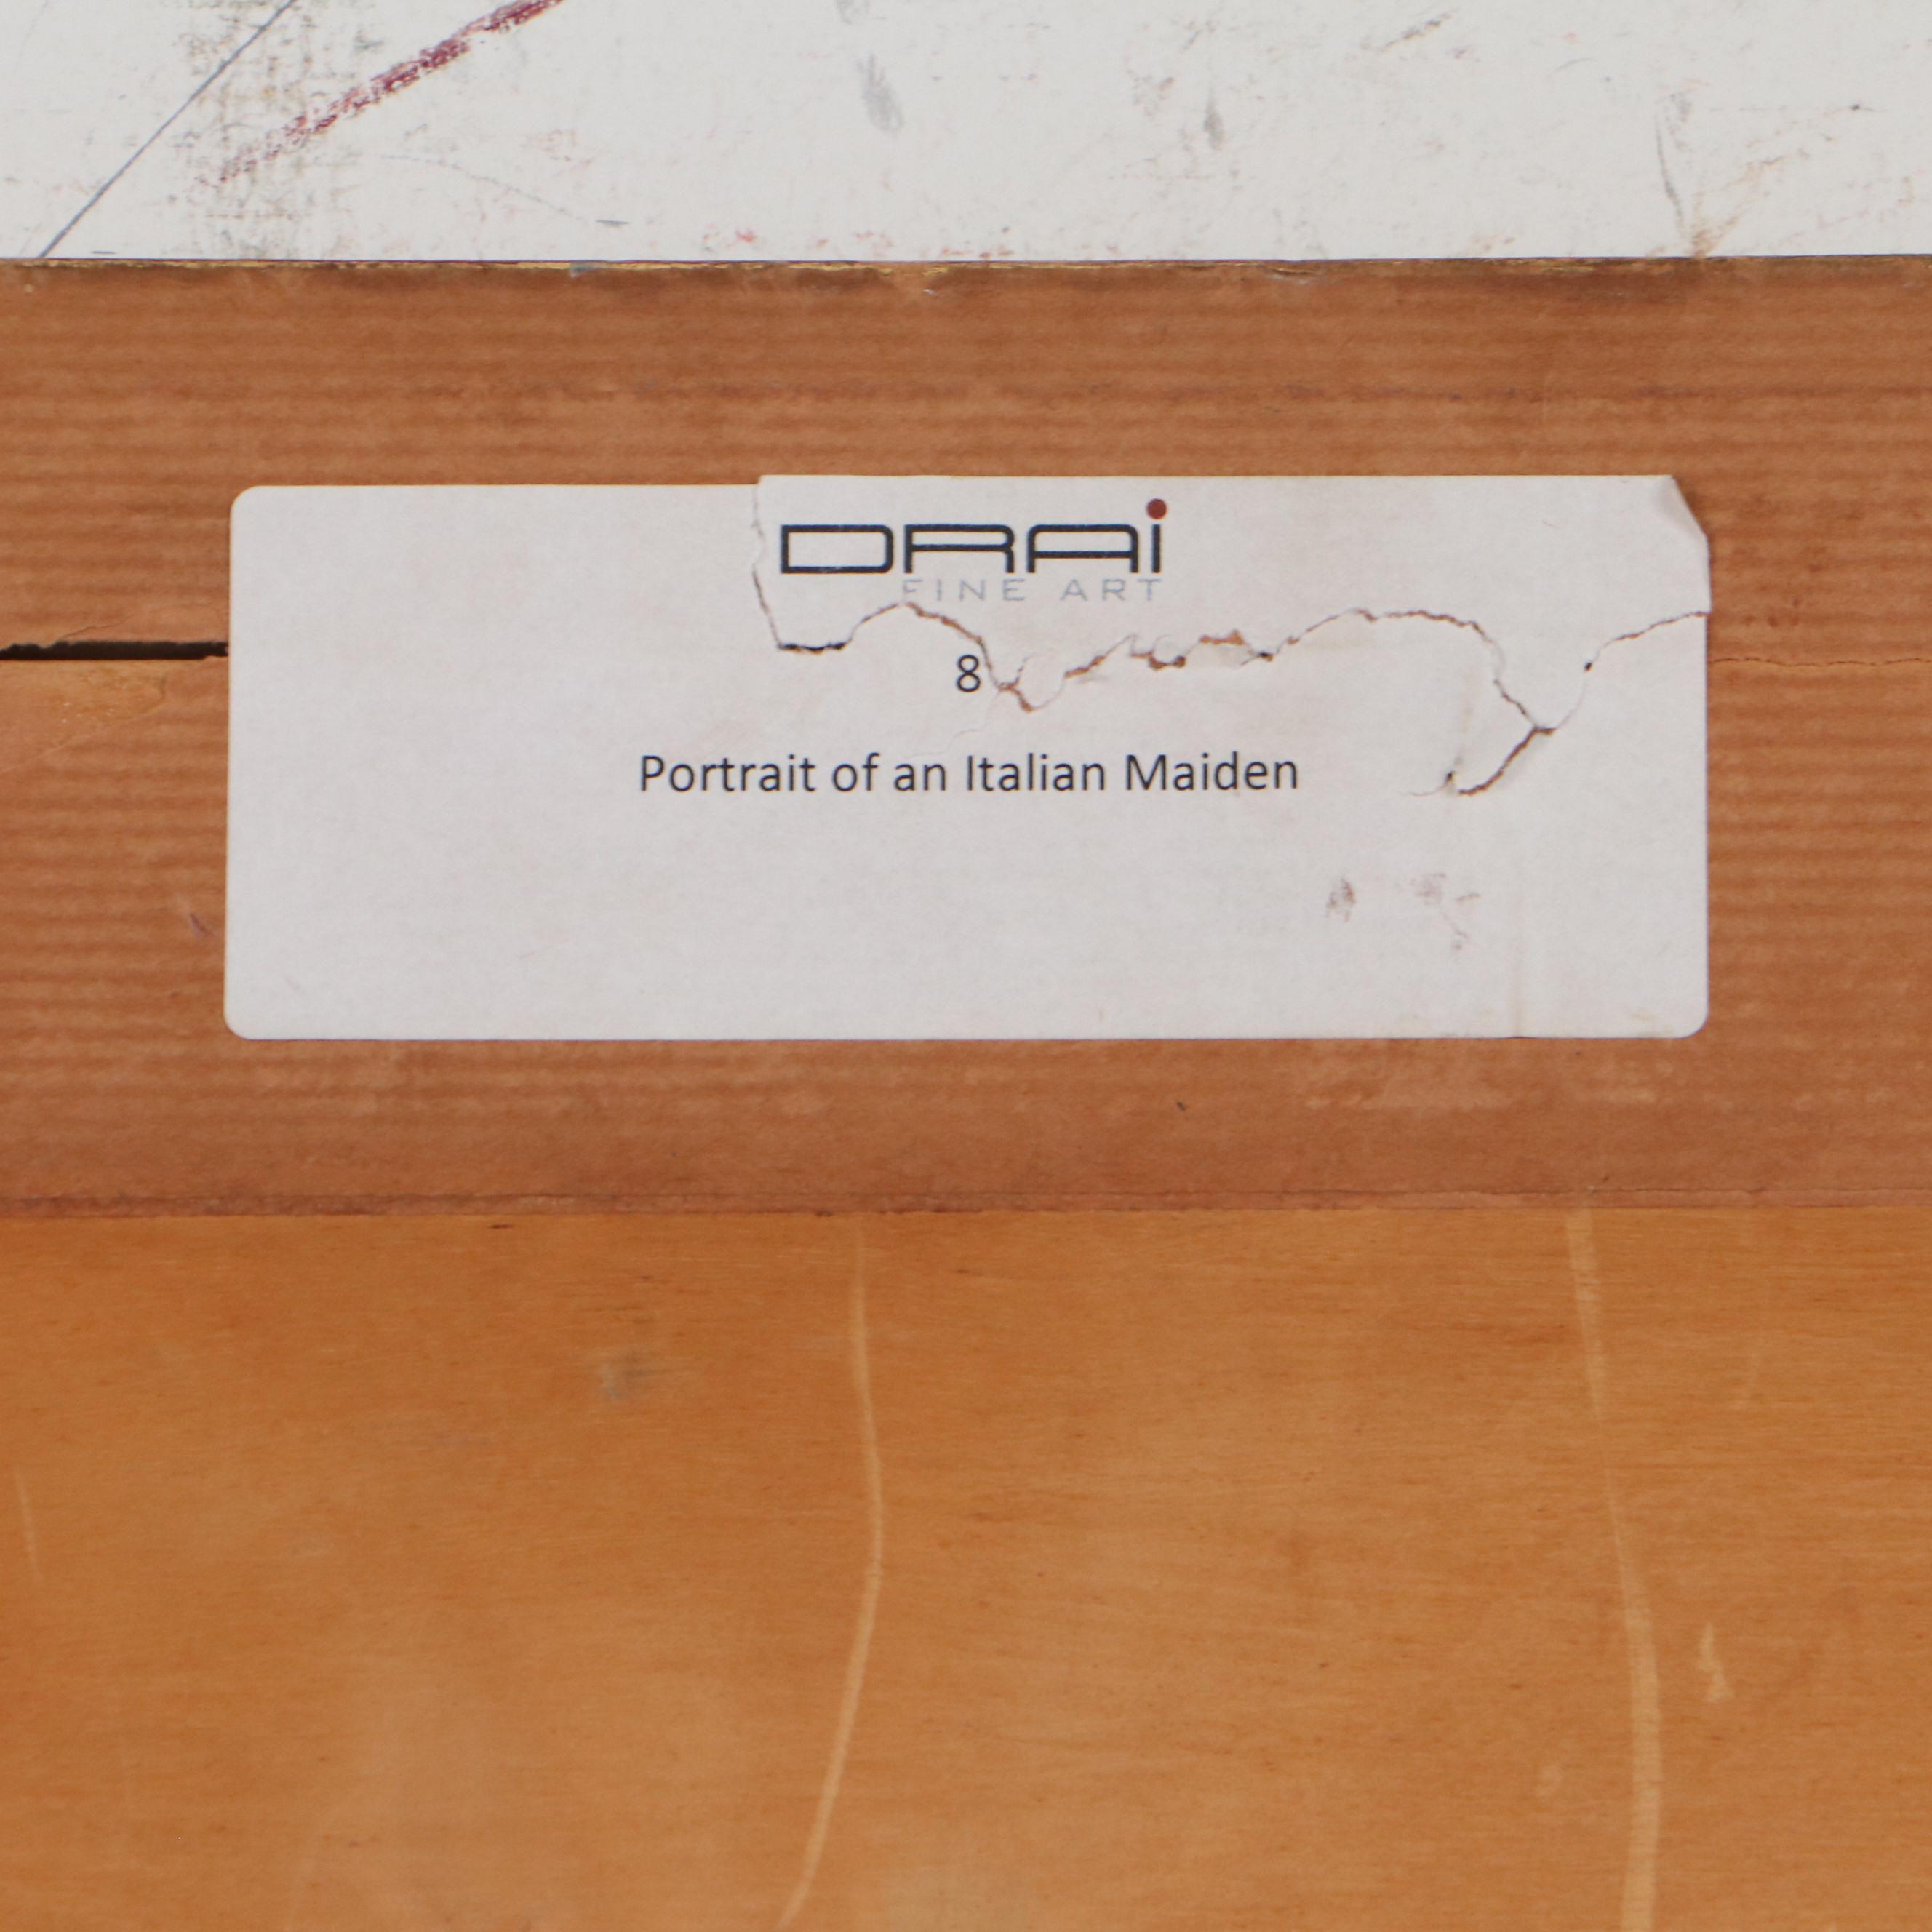 DRAi
FINE ART
8
Portrait of an Italian Maiden